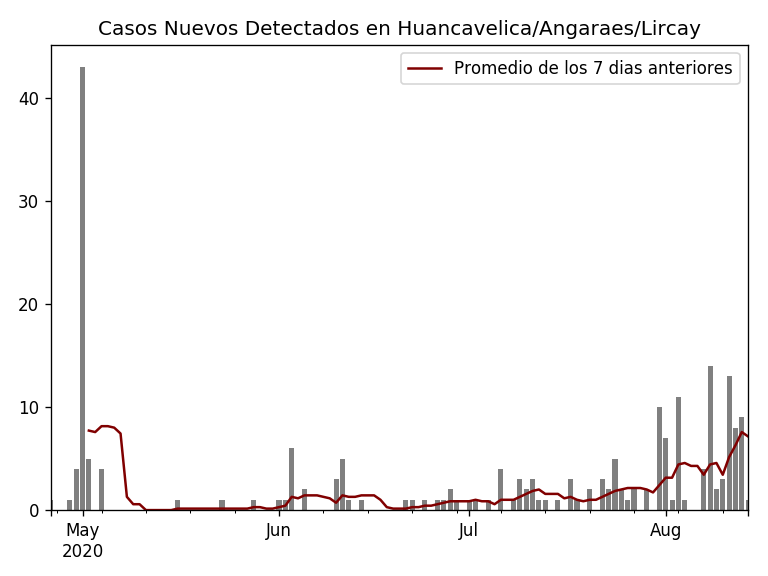 Casos Nuevos Detectados en Huancavelica/Angaraes/Lircay
Promedio de los 7 dias anteriores
40
30
20
10
0
May
2020
Jun
Jul
Aug